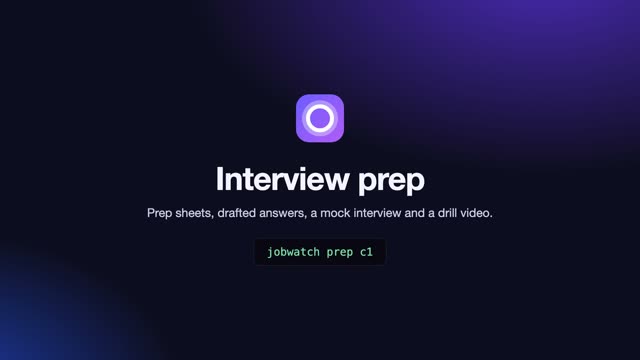 Interview prep
Prep sheets, drafted answers, a mock interview and a drill video.
jobwatch prep c1